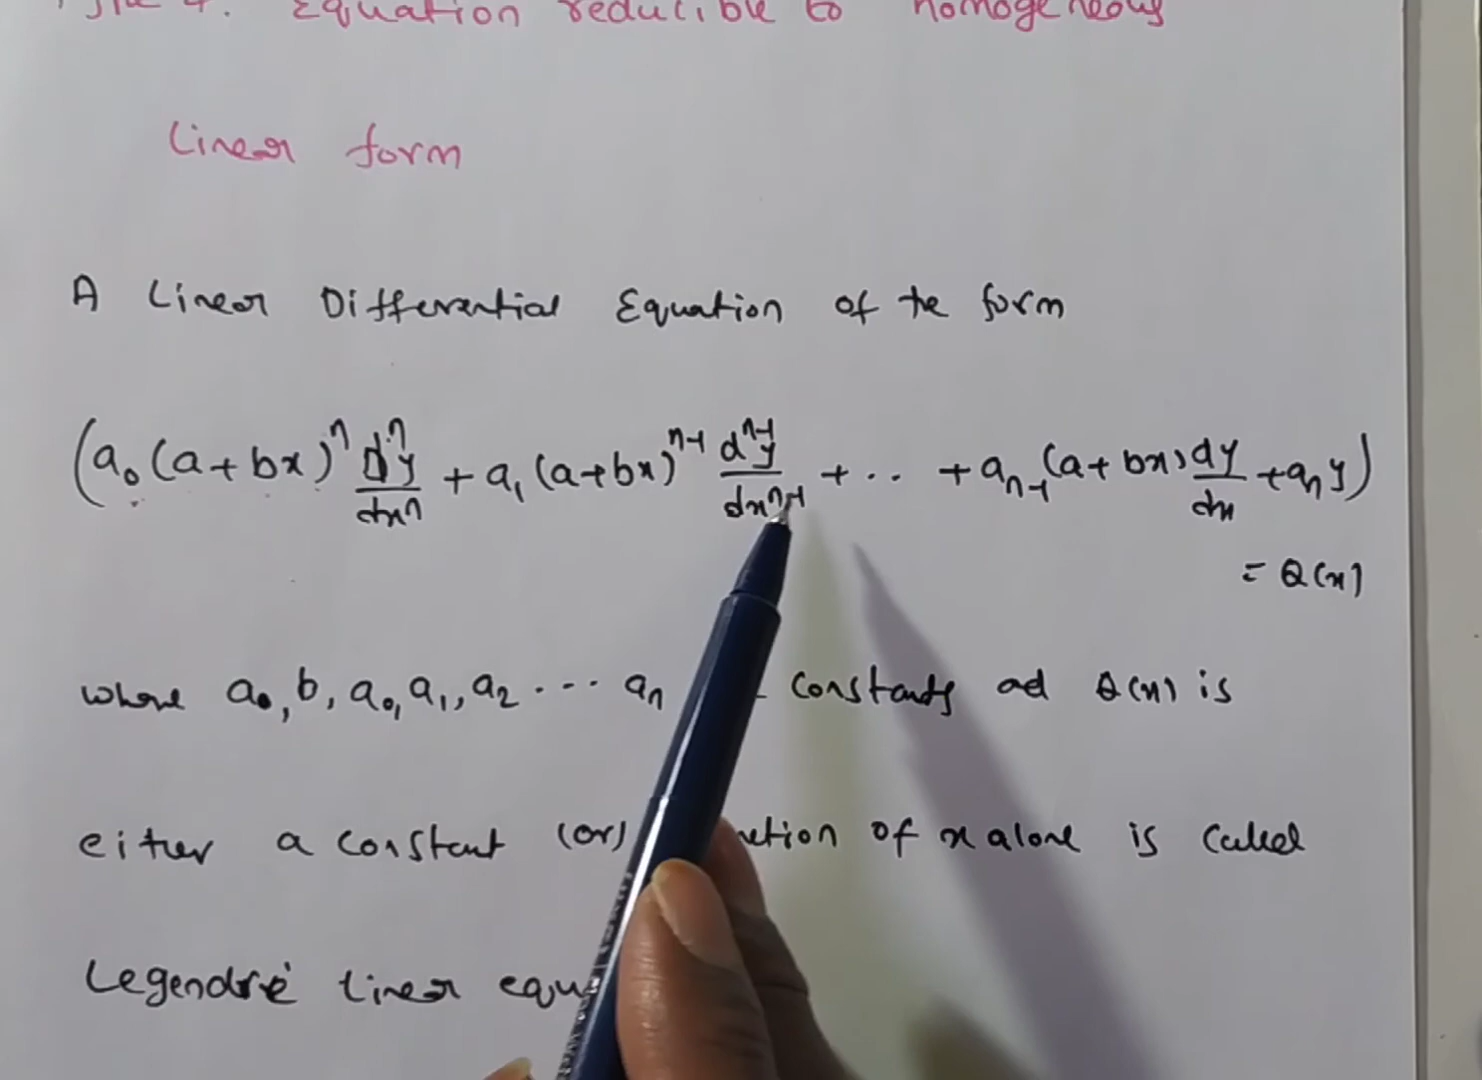 Equation reducible to homogeneous
Linear form
A Linear Differential Equation of the form
(a₀(a+bx)ⁿ dⁿy/dxⁿ + a₁(a+bx)ⁿ⁻¹ dⁿ⁻¹y/dxⁿ⁻¹ + .. + aₙ₋₁(a+bx) dy/dx + aₙy)
= Q(x)
where a, b, a₀, a₁, a₂ ... aₙ constants and Q(x) is
either a constant (or) of x alone is called
Legendre's linear